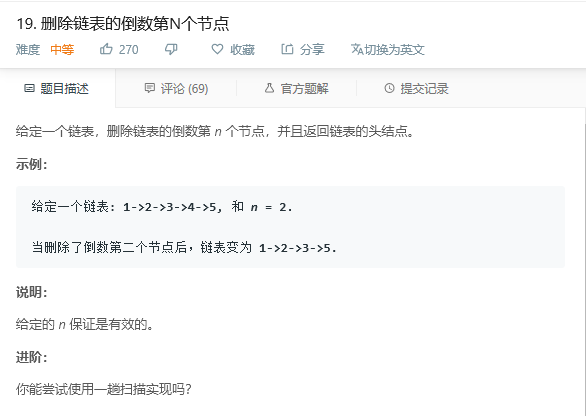 19. 删除链表的倒数第N个节点
难度 中等 270 收藏 分享 切换为英文
题目描述 评论 (69) 官方题解 提交记录
给定一个链表，删除链表的倒数第 n 个节点，并且返回链表的头结点。
示例：
给定一个链表: 1->2->3->4->5, 和 n = 2.
当删除了倒数第二个节点后，链表变为 1->2->3->5.
说明：
给定的 n 保证是有效的。
进阶：
你能尝试使用一趟扫描实现吗？